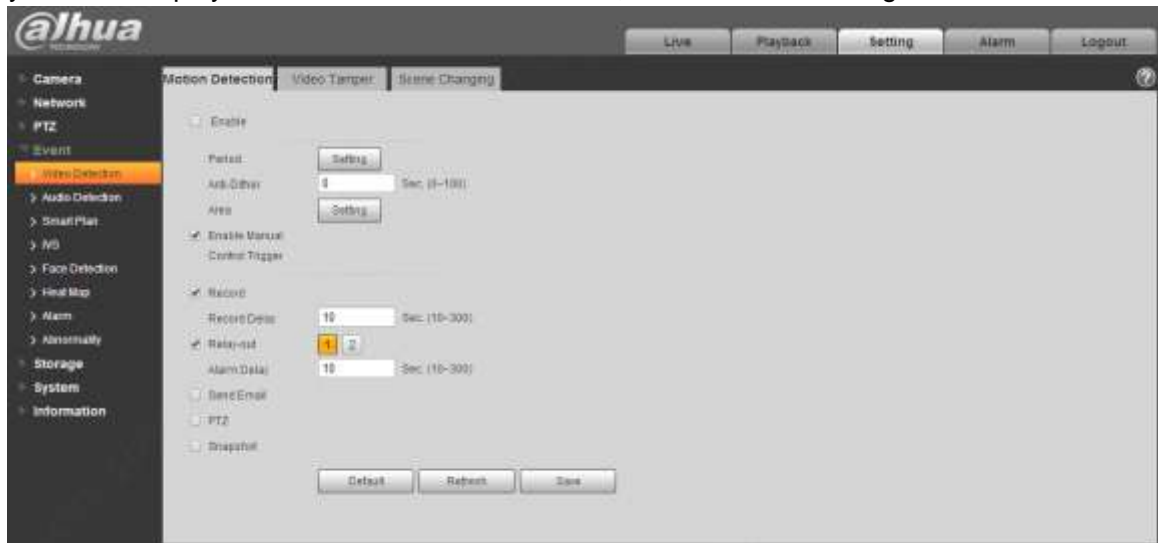 alhua
TECHNOLOGY
Live Playback Setting Alarm Logout
Camera
Network
PTZ
Event
Video Detection
Audio Detection
Smart Plan
IVS
Face Detection
Heat Map
Alarm
Abnormality
Storage
System
Information
Motion Detection Video Tamper Scene Changing
Enable
Period Setting
Anti-Dither 0 Sec. (0~100)
Area Setting
Enable Manual
Control Trigger
Record
Record Delay 10 Sec. (10~300)
Relay-out 1 2
Alarm Delay 10 Sec. (10~300)
Send Email
PTZ
Snapshot
Default Refresh Save